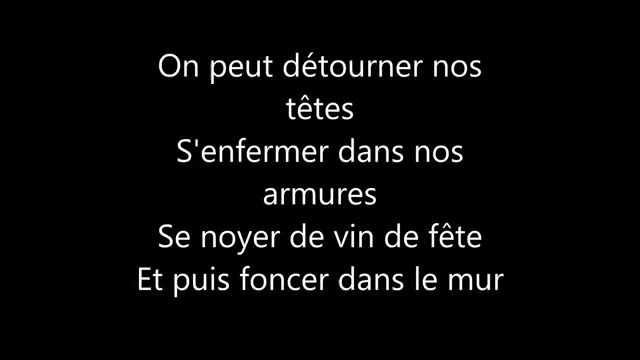 On peut détourner nos
têtes
S'enfermer dans nos
armures
Se noyer de vin de fête
Et puis foncer dans le mur